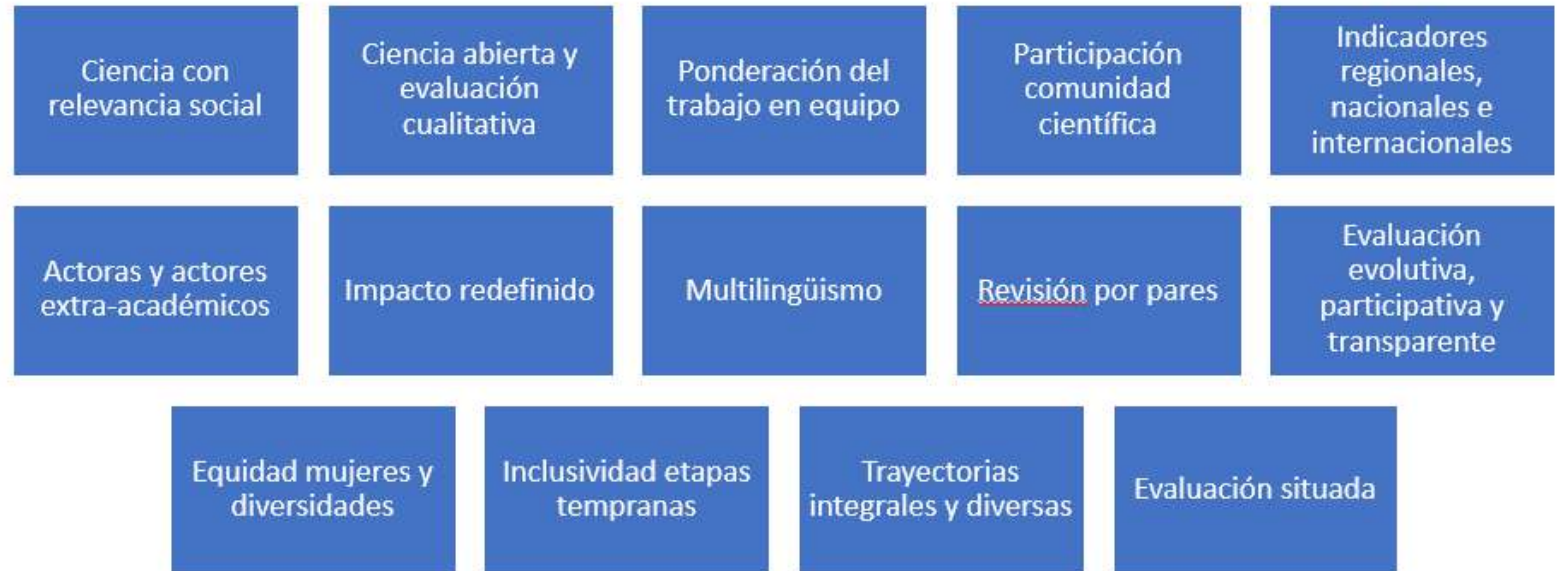 Ciencia con
relevancia social
Ciencia abierta y
evaluación
cualitativa
Ponderación del
trabajo en equipo
Participación
comunidad
científica
Indicadores
regionales,
nacionales e
internacionales
Actoras y actores
extra-académicos
Impacto redefinido
Multilingüismo
Revisión por pares
Evaluación
evolutiva,
participativa y
transparente
Equidad mujeres y
diversidades
Inclusividad etapas
tempranas
Trayectorias
integrales y diversas
Evaluación situada